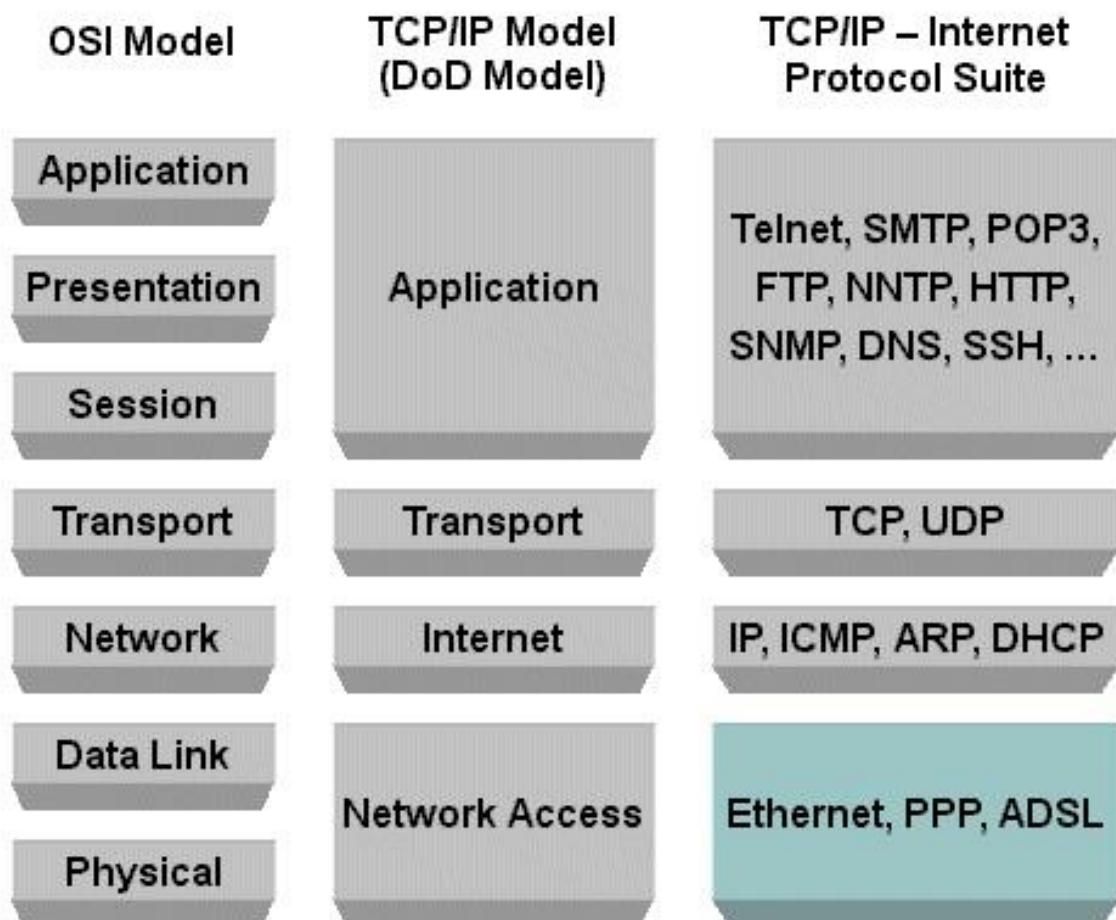 OSI Model
TCP/IP Model
(DoD Model)
TCP/IP – Internet
Protocol Suite
Application
Presentation
Session
Application
Telnet, SMTP, POP3,
FTP, NNTP, HTTP,
SNMP, DNS, SSH, ...
Transport
Transport
TCP, UDP
Network
Internet
IP, ICMP, ARP, DHCP
Data Link
Physical
Network Access
Ethernet, PPP, ADSL